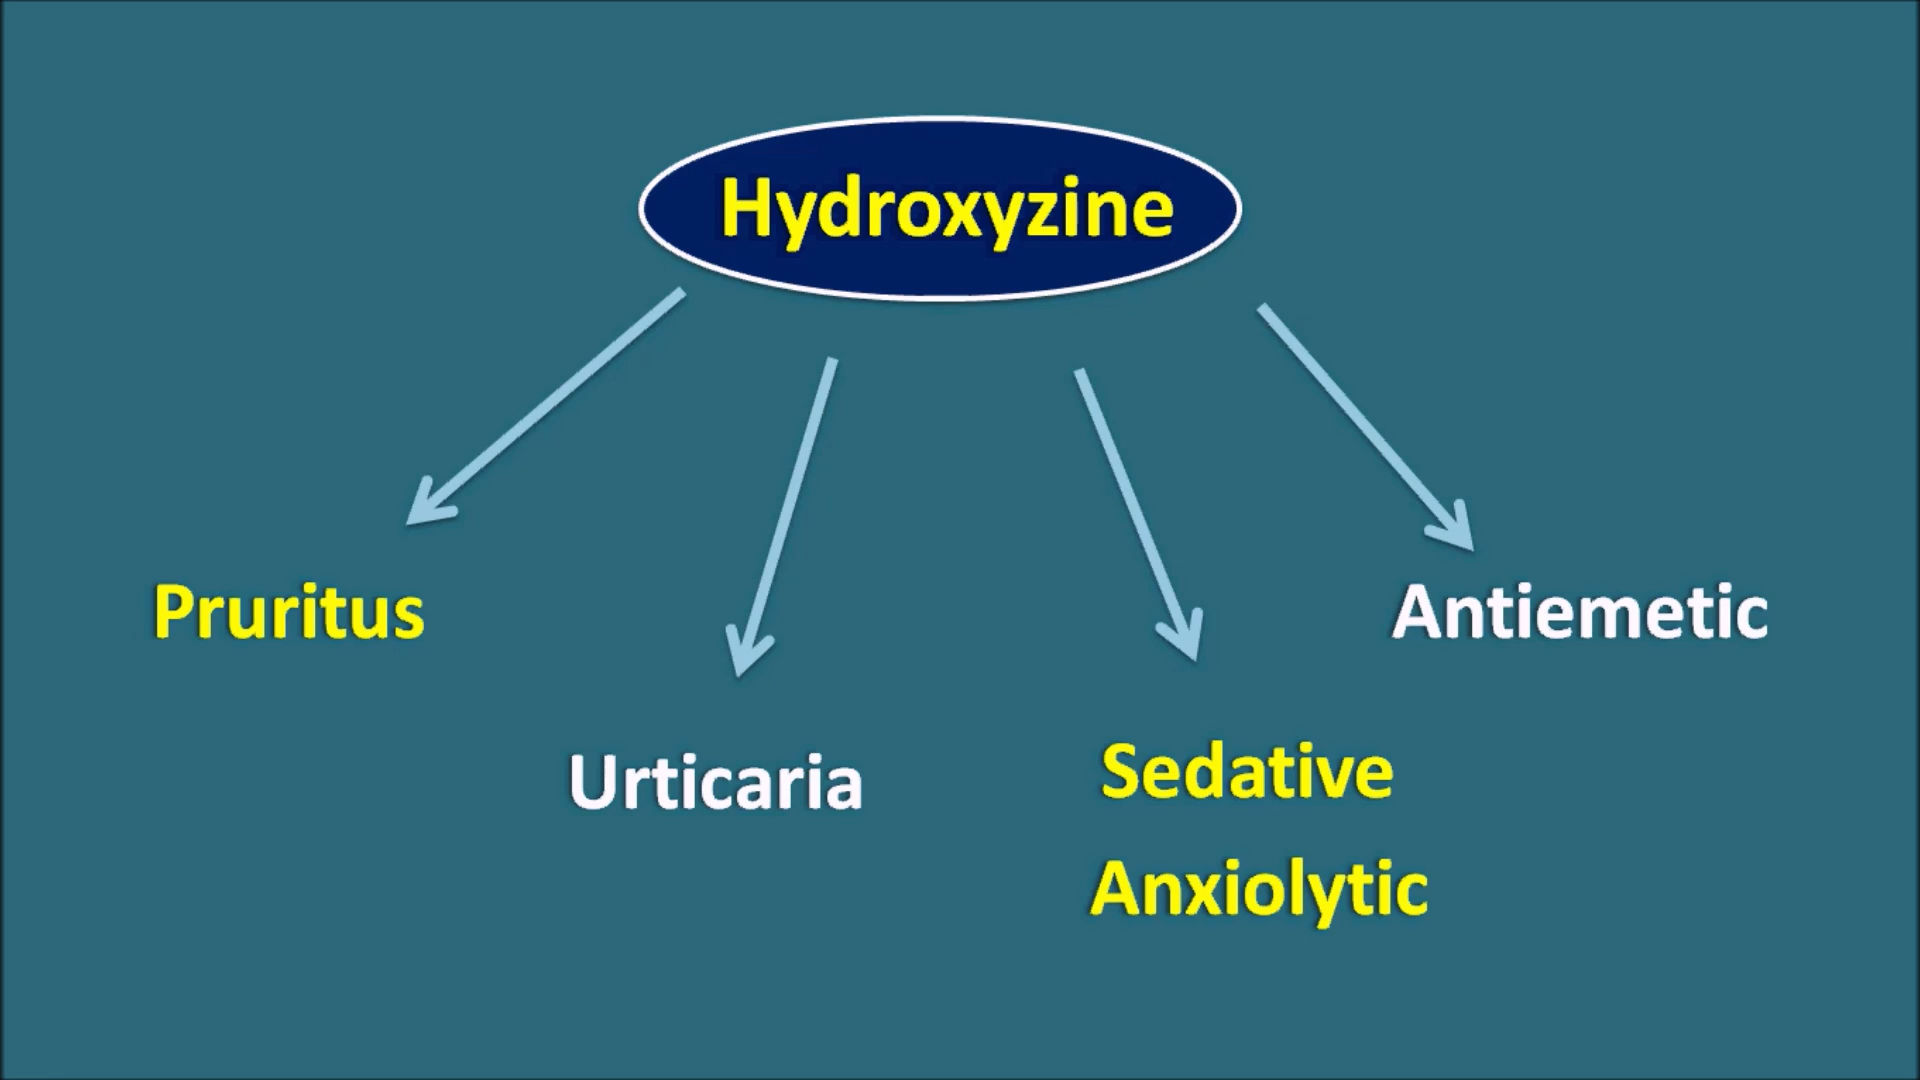 Hydroxyzine
Pruritus
Antiemetic
Urticaria
Sedative
Anxiolytic